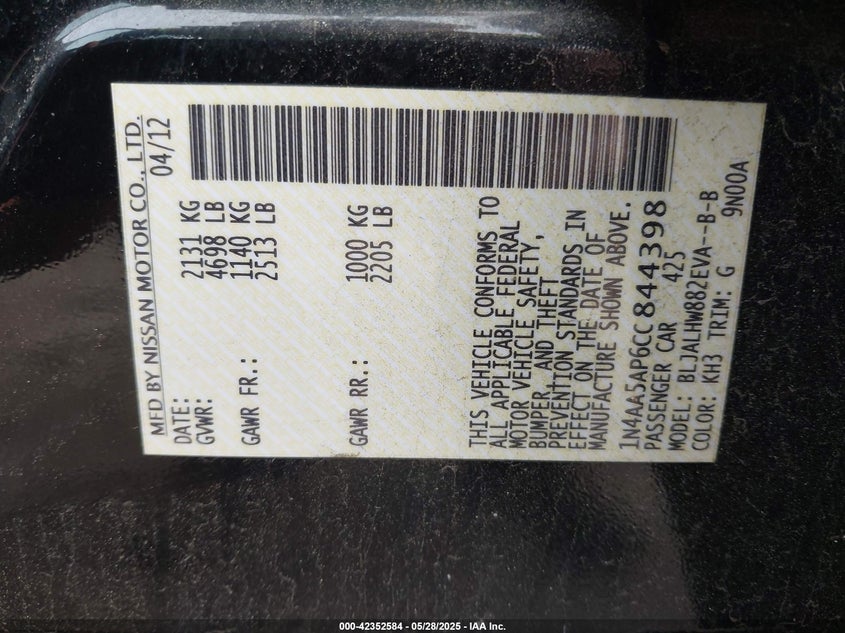 MFD BY NISSAN MOTOR CO., LTD.
DATE: 04/12
GVWR: 2131 KG
4698 LB
GAWR FR.: 1140 KG
2513 LB
GAWR RR.: 1000 KG
2205 LB
THIS VEHICLE CONFORMS TO
ALL APPLICABLE FEDERAL
MOTOR VEHICLE SAFETY,
BUMPER, AND THEFT
PREVENTION STANDARDS IN
EFFECT ON THE DATE OF
MANUFACTURE SHOWN ABOVE.
1N4AA5AP6CC844398
PASSENGER CAR 425
MODEL: BLJALHW882EVA--B-B
COLOR: KH3 TRIM: G 9N00A
000-42352584 - 05/28/2025 - IAA Inc.